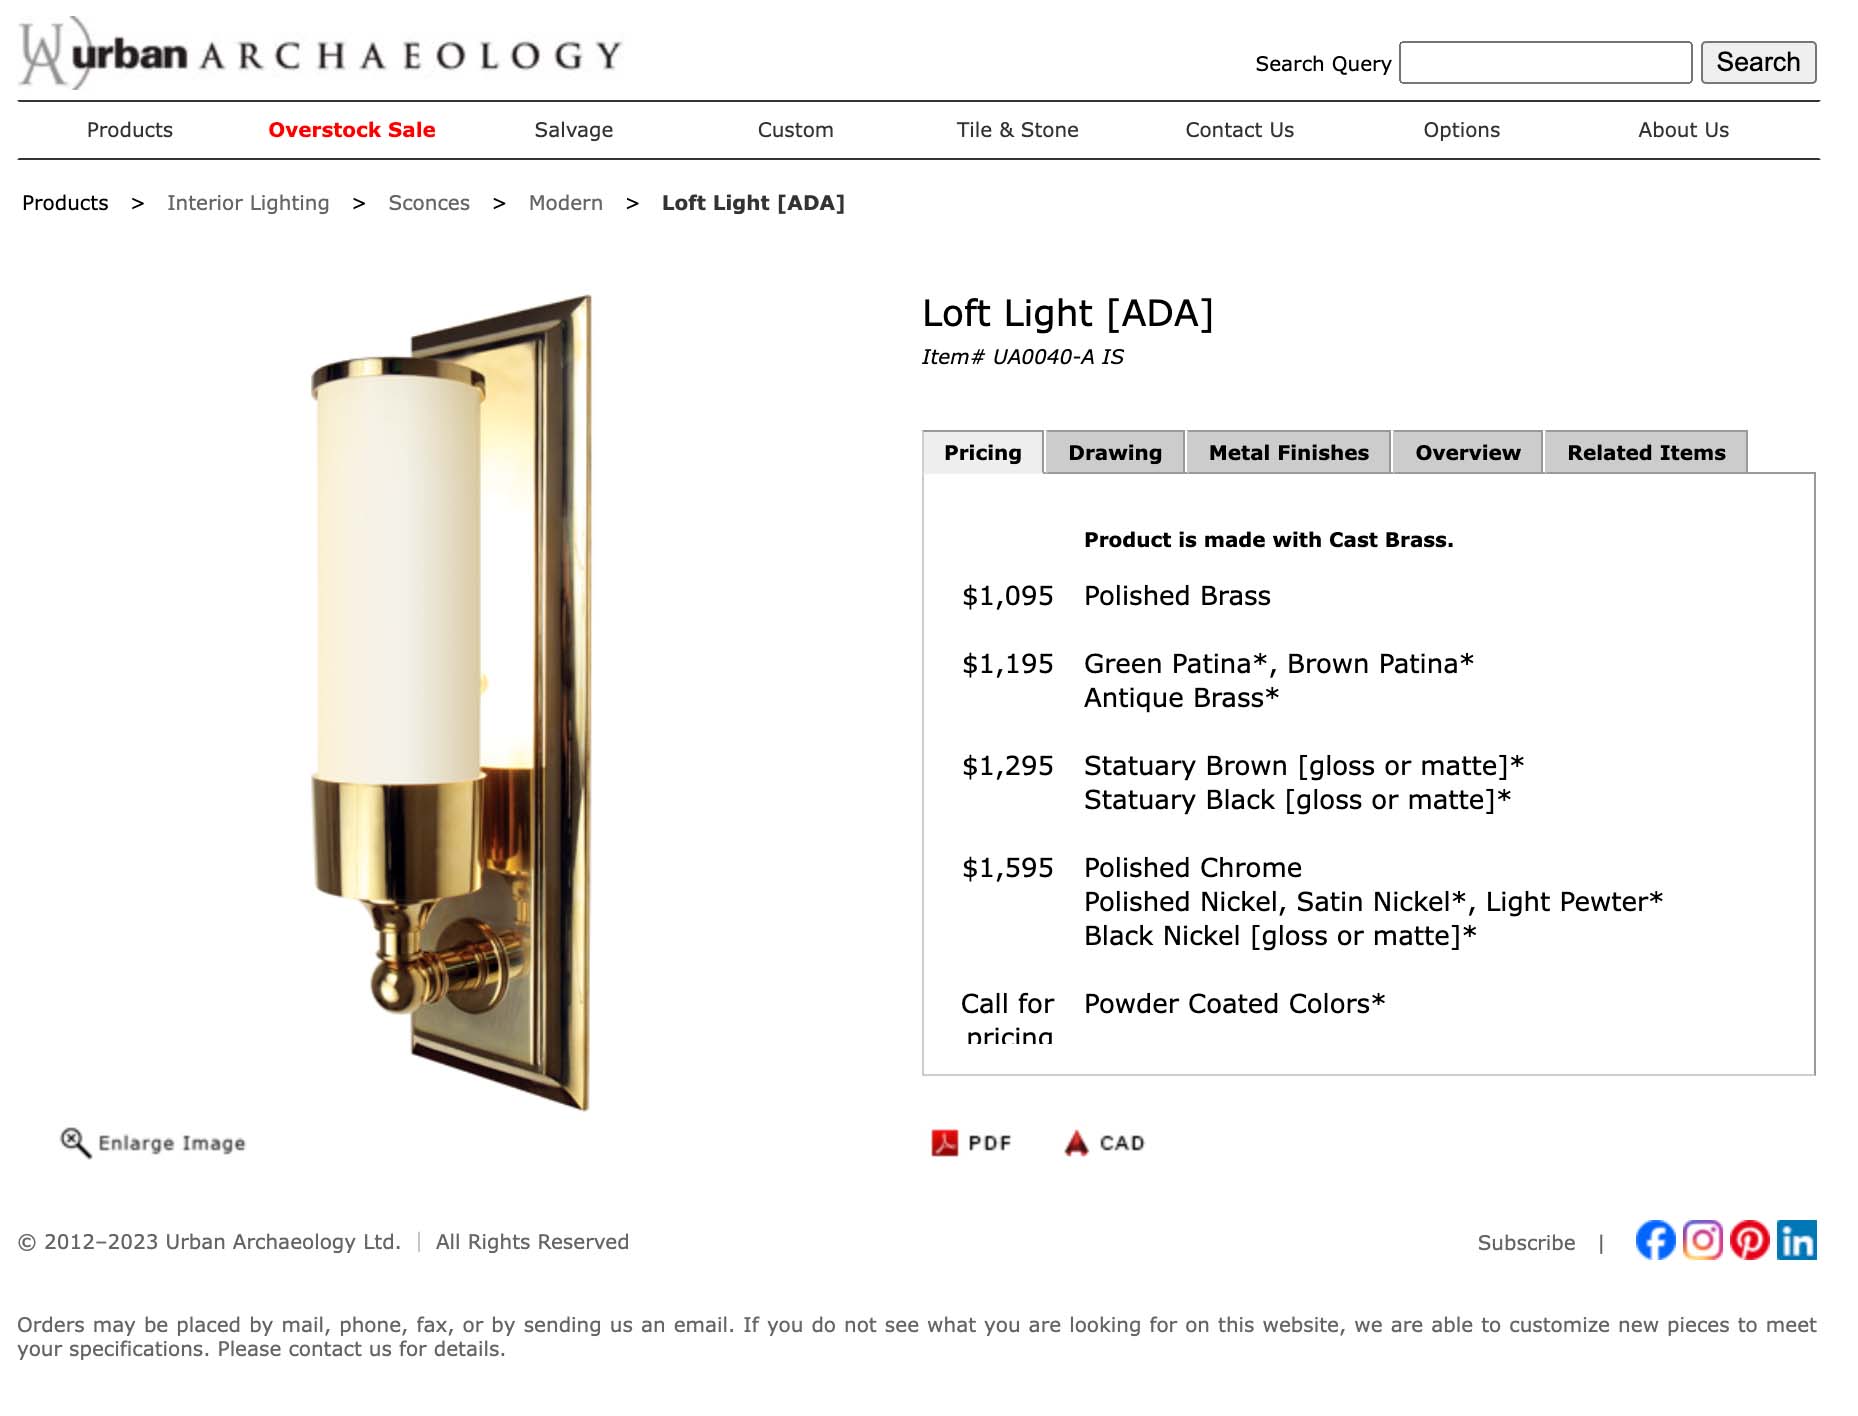 urban ARCHAEOLOGY
Search Query
Search
Products
Overstock Sale
Salvage
Custom
Tile & Stone
Contact Us
Options
About Us
Products > Interior Lighting > Sconces > Modern > Loft Light [ADA]
Loft Light [ADA]
Item# UA0040-A IS
Pricing
Drawing
Metal Finishes
Overview
Related Items
Product is made with Cast Brass.
$1,095 Polished Brass
$1,195 Green Patina*, Brown Patina*
Antique Brass*
$1,295 Statuary Brown [gloss or matte]*
Statuary Black [gloss or matte]*
$1,595 Polished Chrome
Polished Nickel, Satin Nickel*, Light Pewter*
Black Nickel [gloss or matte]*
Call for Powder Coated Colors*
pricing
Enlarge Image
PDF
CAD
© 2012–2023 Urban Archaeology Ltd. | All Rights Reserved
Subscribe |
Orders may be placed by mail, phone, fax, or by sending us an email. If you do not see what you are looking for on this website, we are able to customize new pieces to meet
your specifications. Please contact us for details.